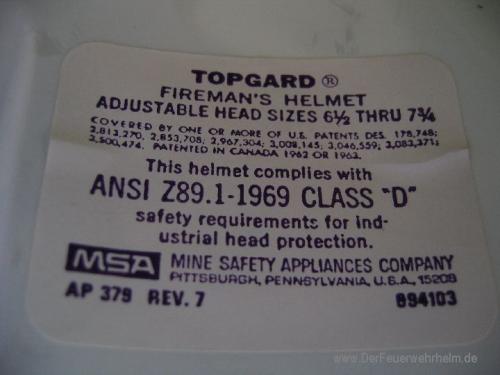 TOPGARD ®
FIREMAN'S HELMET
ADJUSTABLE HEAD SIZES 6½ THRU 7¾
COVERED BY ONE OR MORE OF U.S. PATENTS DES. 178,748;
2,813,270, 2,853,708; 2,967,304; 3,008,145; 3,046,559; 3,083,371;
3,500,474. PATENTED IN CANADA 1962 OR 1963.
This helmet complies with
ANSI Z89.1-1969 CLASS "D"
safety requirements for ind-
ustrial head protection.
MSA MINE SAFETY APPLIANCES COMPANY
PITTSBURGH, PENNSYLVANIA, U.S.A., 15208
AP 379 REV. 7 894103
www.DerFeuerwehrhelm.de